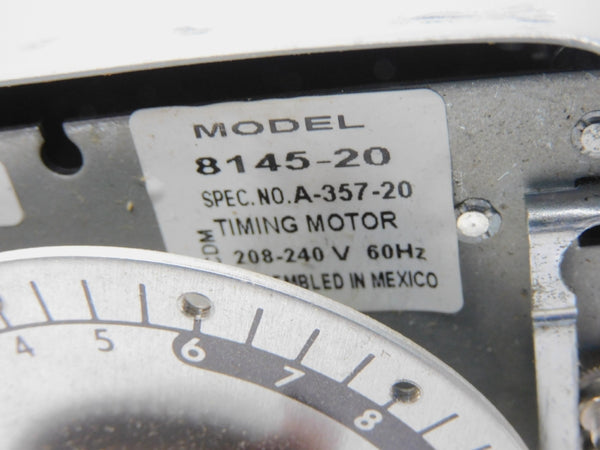 MODEL
8145-20
SPEC.NO.A-357-20
TIMING MOTOR
208-240 V 60Hz
MBLED IN MEXICO
4 5 6 7 8